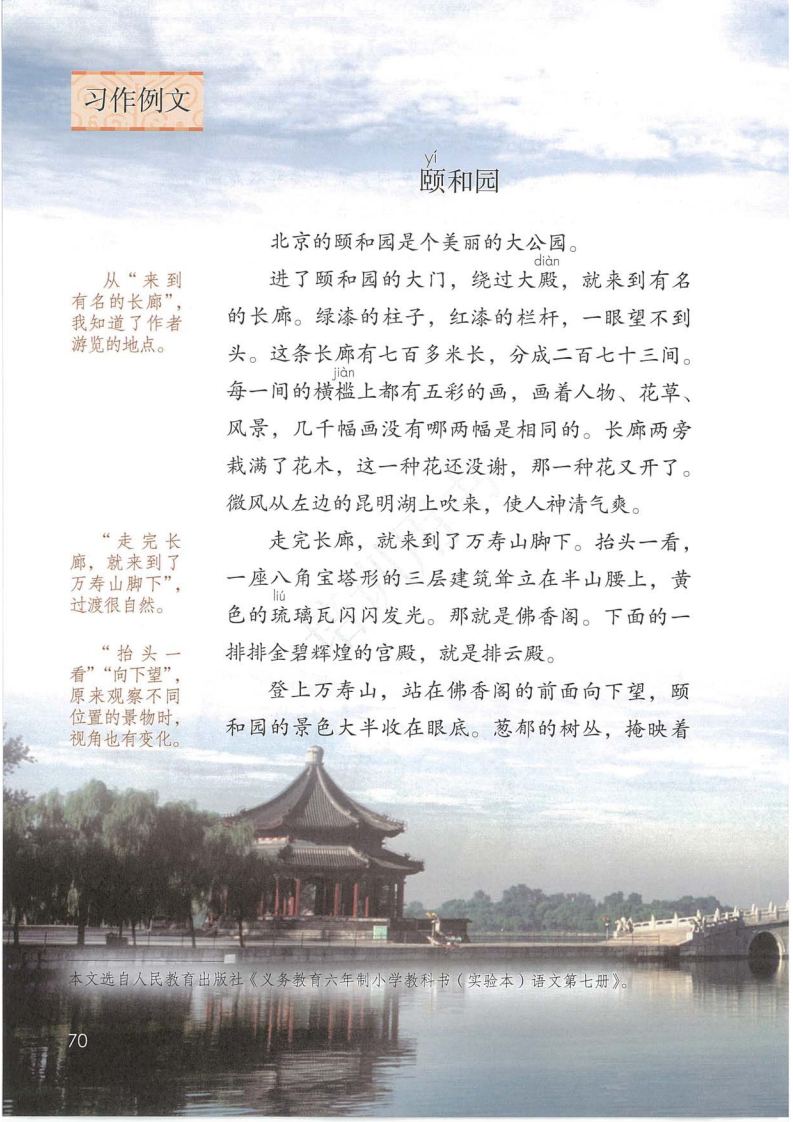 习作例文
yí
颐和园
北京的颐和园是个美丽的大公园。
diàn
进了颐和园的大门，绕过大殿，就来到有名
的长廊。绿漆的柱子，红漆的栏杆，一眼望不到
头。这条长廊有七百多米长，分成二百七十三间。
jiàn
每一间的横槛上都有五彩的画，画着人物、花草、
风景，几千幅画没有哪两幅是相同的。长廊两旁
栽满了花木，这一种花还没谢，那一种花又开了。
微风从左边的昆明湖上吹来，使人神清气爽。
走完长廊，就来到了万寿山脚下。抬头一看，
一座八角宝塔形的三层建筑耸立在半山腰上，黄
liú
色的琉璃瓦闪闪发光。那就是佛香阁。下面的一
排排金碧辉煌的宫殿，就是排云殿。
登上万寿山，站在佛香阁的前面向下望，颐
和园的景色大半收在眼底。葱郁的树丛，掩映着
从“来到
有名的长廊”，
我知道了作者
游览的地点。
“走完长
廊，就来到了
万寿山脚下”，
过渡很自然。
“抬头一
看”“向下望”，
原来观察不同
位置的景物时，
视角也有变化。
本文选自人民教育出版社《义务教育六年制小学教科书（实验本）语文第七册》。
70